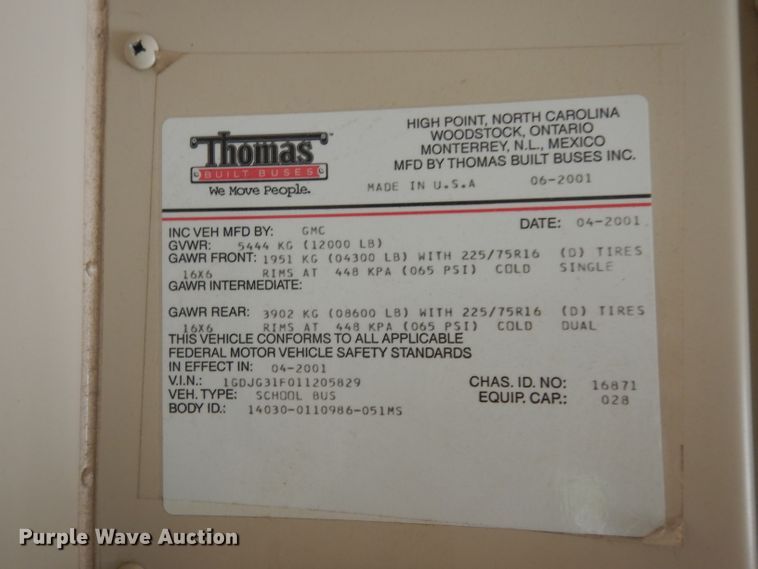 Thomas™
BUILT BUSES
We Move People.
HIGH POINT, NORTH CAROLINA
WOODSTOCK, ONTARIO
MONTERREY, N.L., MEXICO
MFD BY THOMAS BUILT BUSES INC.
MADE IN U.S.A 06-2001
INC VEH MFD BY: GMC DATE: 04-2001
GVWR: 5444 KG (12000 LB)
GAWR FRONT: 1951 KG (04300 LB) WITH 225/75R16 (D) TIRES
16X6 RIMS AT 448 KPA (065 PSI) COLD SINGLE
GAWR INTERMEDIATE:
GAWR REAR: 3902 KG (08600 LB) WITH 225/75R16 (D) TIRES
16X6 RIMS AT 448 KPA (065 PSI) COLD DUAL
THIS VEHICLE CONFORMS TO ALL APPLICABLE
FEDERAL MOTOR VEHICLE SAFETY STANDARDS
IN EFFECT IN: 04-2001
V.I.N.: 1GDJG31F011205829 CHAS. ID. NO: 16871
VEH. TYPE: SCHOOL BUS EQUIP. CAP.: 028
BODY ID.: 14030-0110986-051MS
Purple Wave Auction